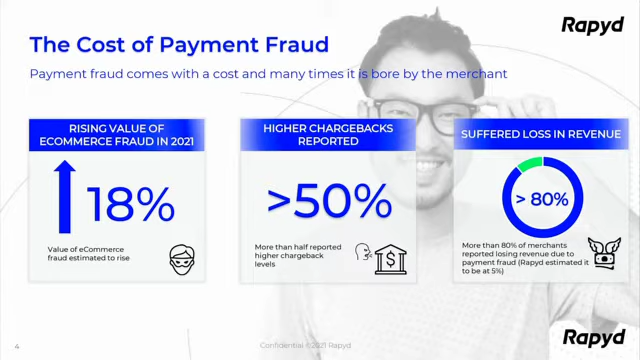 Rapyd
The Cost of Payment Fraud
Payment fraud comes with a cost and many times it is bore by the merchant
RISING VALUE OF
ECOMMERCE FRAUD IN 2021
18%
Value of eCommerce
fraud estimated to rise
HIGHER CHARGEBACKS
REPORTED
>50%
More than half reported
higher chargeback
levels
$
SUFFERED LOSS IN REVENUE
> 80%
More than 80% of merchants
reported losing revenue due to
payment fraud (Rapyd estimated it
to be at 5%)
4
Confidential ©2021 Rapyd
Rapyd